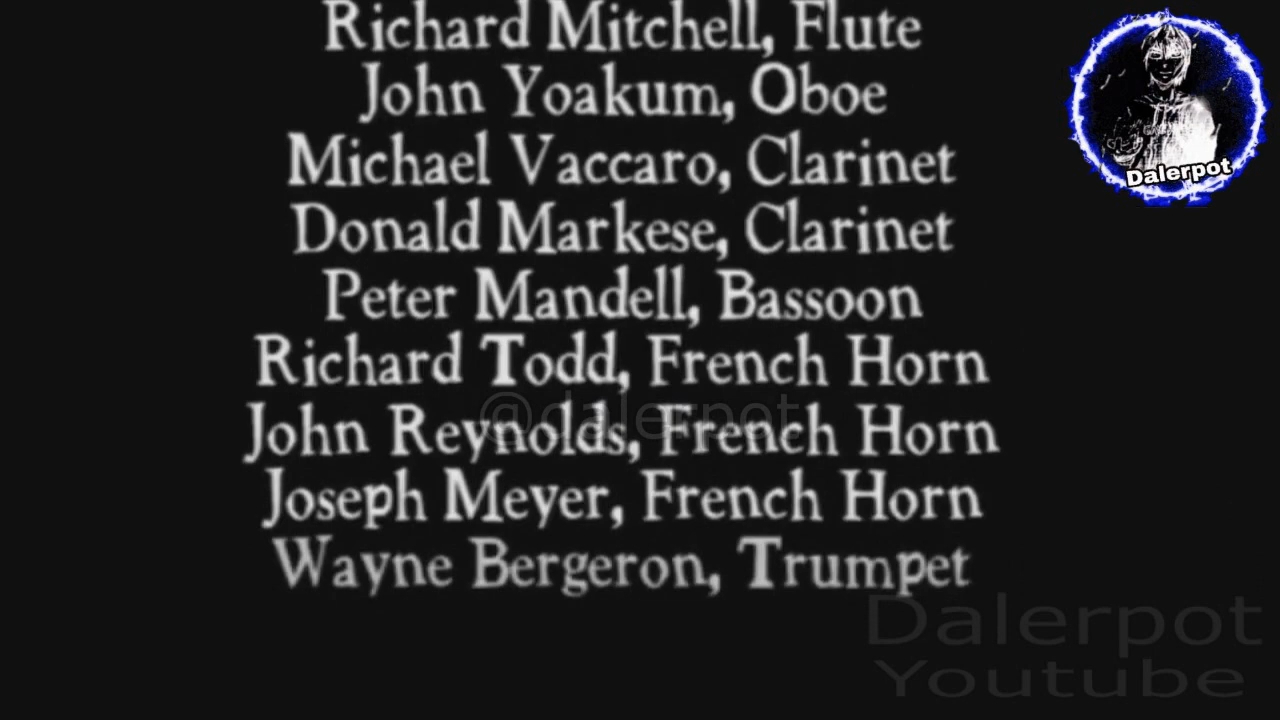 Richard Mitchell, Flute
Dalerpot
John Yoakum, Oboe
Michael Vaccaro, Clarinet
Donald Markese, Clarinet
Peter Mandell, Bassoon
Richard Todd, French Horn
@dalerpot
John Reynolds, French Horn
Joseph Meyer, French Horn
Wayne Bergeron, Trumpet
Dalerpot
Youtube